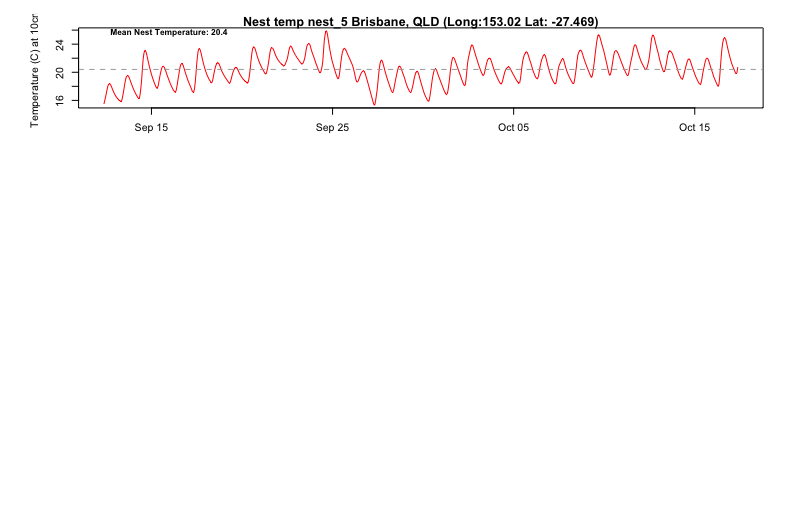 Nest temp nest_5 Brisbane, QLD (Long:153.02 Lat: -27.469)
Mean Nest Temperature: 20.4
Temperature (C) at 10cr
24
20
16
Sep 15 Sep 25 Oct 05 Oct 15